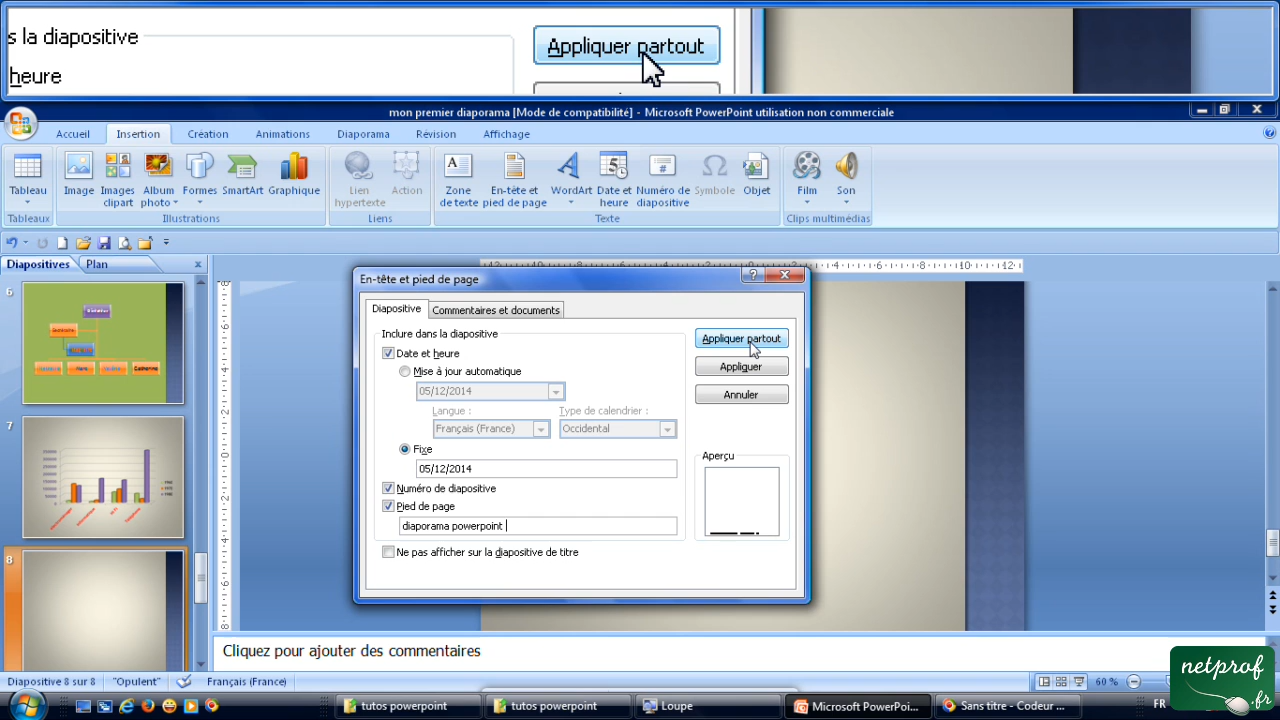 s la diapositive
Appliquer partout
heure
mon premier diaporama [Mode de compatibilité] - Microsoft PowerPoint utilisation non commerciale
Accueil Insertion Création Animations Diaporama Révision Affichage
Tableau Image Images clipart Album photo Formes SmartArt Graphique Lien hypertexte Action Zone de texte En-tête et pied de page WordArt Date et heure Numéro de diapositive Symbole Objet Film Son
Tableaux Illustrations Liens Texte Clips multimédias
Diapositives Plan x
En-tête et pied de page
Diapositive Commentaires et documents
Inclure dans la diapositive
Appliquer partout
Date et heure
Mise à jour automatique
Appliquer
05/12/2014
Annuler
Langue : Type de calendrier :
Français (France) Occidental
Fixe
Aperçu
05/12/2014
Numéro de diapositive
Pied de page
diaporama powerpoint
Ne pas afficher sur la diapositive de titre
6
7
8
Cliquez pour ajouter des commentaires
Diapositive 8 sur 8 "Opulent" Français (France) 60 %
tutos powerpoint tutos powerpoint Loupe Microsoft PowerPoi... Sans titre - Codeur ... FR
netprof
.fr